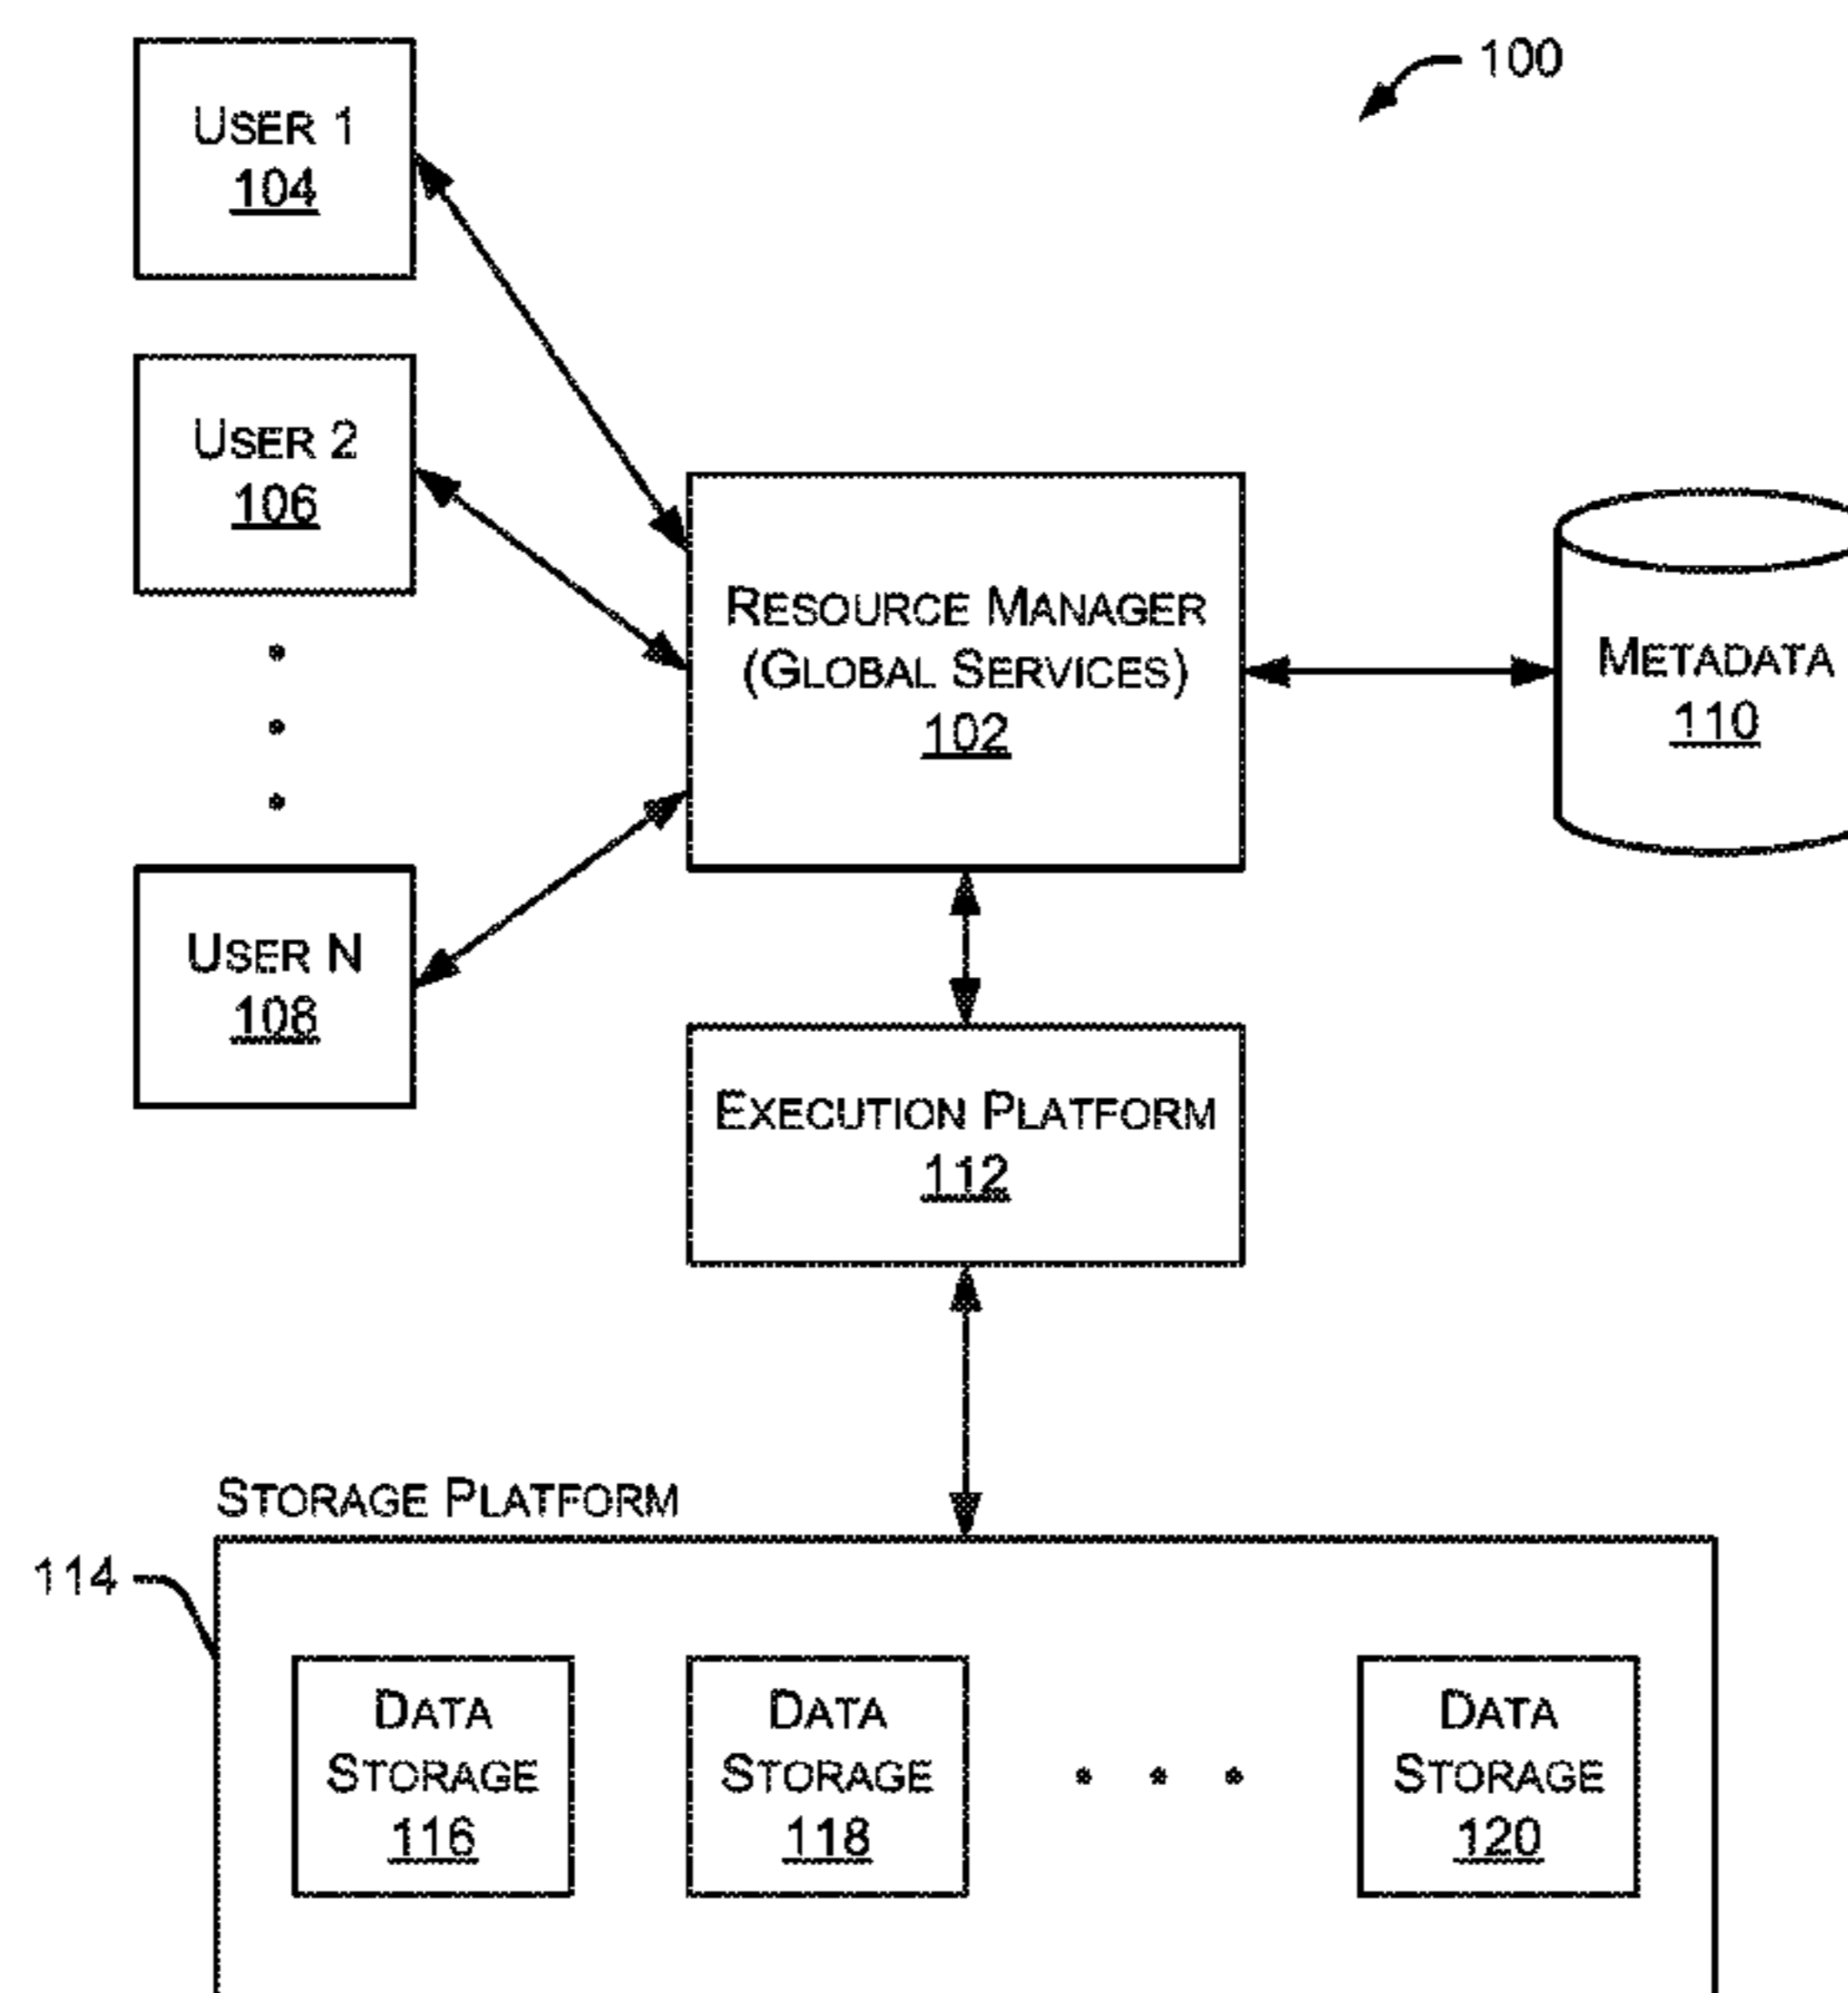 100
USER 1
104
USER 2
106
RESOURCE MANAGER
(GLOBAL SERVICES)
102
METADATA
110
USER N
108
EXECUTION PLATFORM
112
STORAGE PLATFORM
114
DATA
STORAGE
116
DATA
STORAGE
118
DATA
STORAGE
120